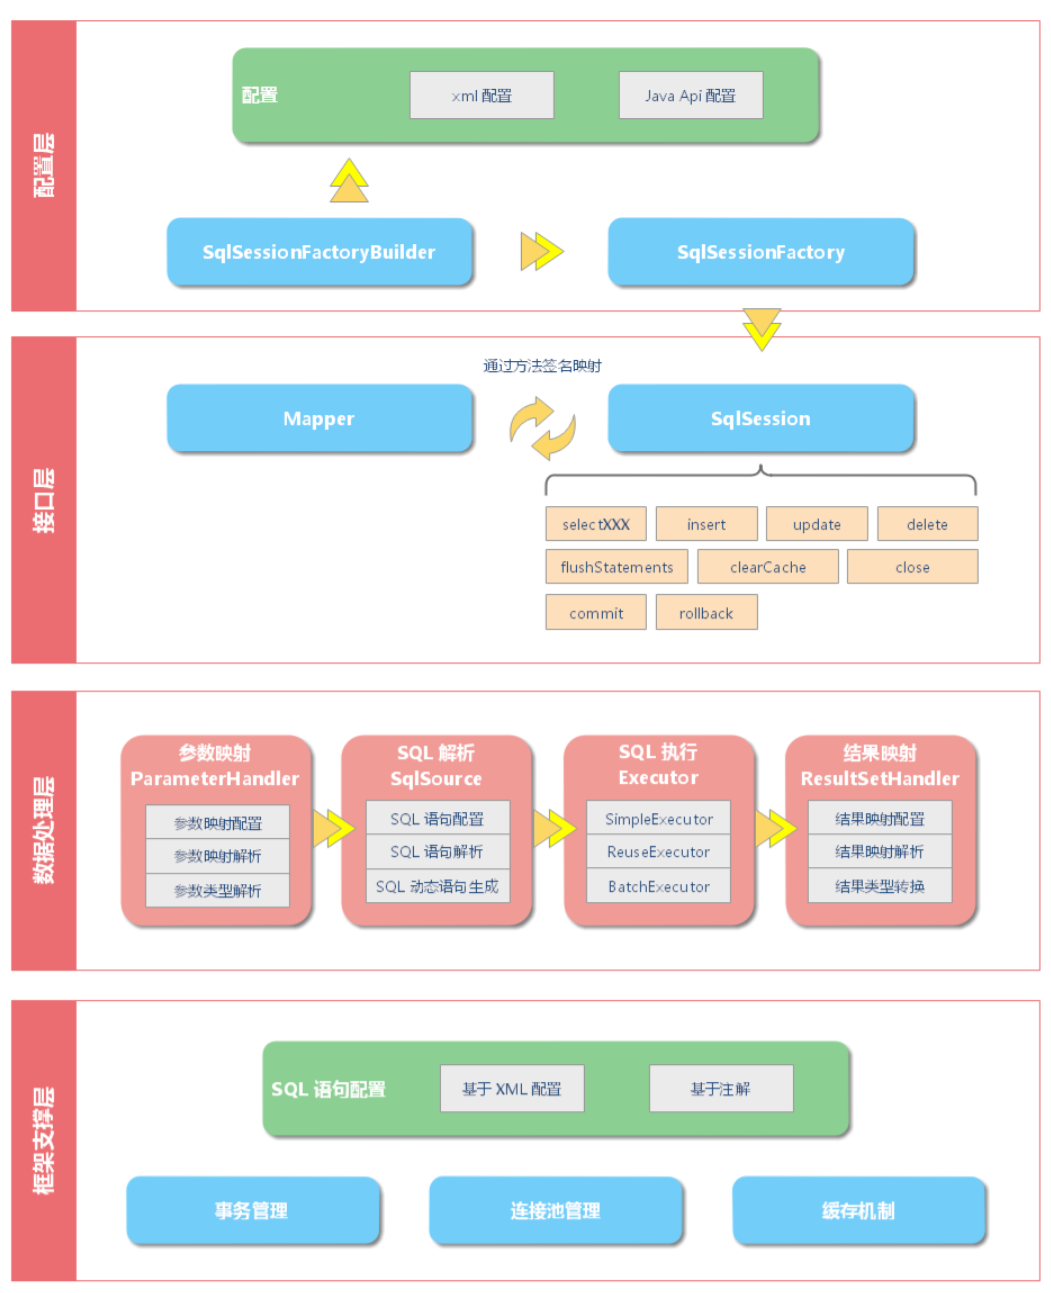 配置层
配置
xml 配置
Java Api 配置
SqlSessionFactoryBuilder
SqlSessionFactory
接口层
通过方法签名映射
Mapper
SqlSession
selectXXX
insert
update
delete
flushStatements
clearCache
close
commit
rollback
数据处理层
参数映射
ParameterHandler
参数映射配置
参数映射解析
参数类型解析
SQL 解析
SqlSource
SQL 语句配置
SQL 语句解析
SQL 动态语句生成
SQL 执行
Executor
SimpleExecutor
ReuseExecutor
BatchExecutor
结果映射
ResultSetHandler
结果映射配置
结果映射解析
结果类型转换
框架支撑层
SQL 语句配置
基于 XML 配置
基于注解
事务管理
连接池管理
缓存机制